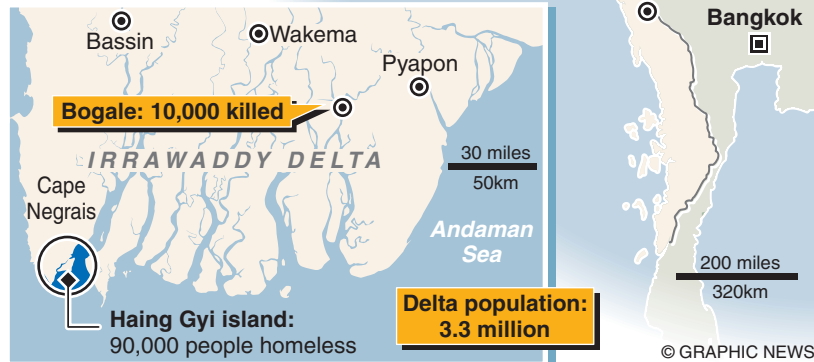 Bassin
Wakema
Pyapon
Bogale: 10,000 killed
IRRAWADDY DELTA
30 miles
50km
Cape
Negrais
Andaman
Sea
Haing Gyi island:
90,000 people homeless
Delta population:
3.3 million
Bangkok
200 miles
320km
© GRAPHIC NEWS